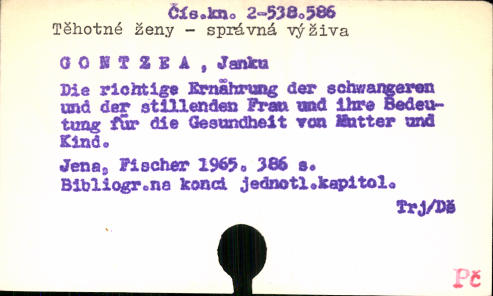 Čís.kn. 2-538.586
Těhotné ženy - správná výživa
G O N T Z E A , Janku
Die richtige Ernährung der schwangeren
und der stillenden Frau und ihre Bedeu-
tung für die Gesundheit von Mutter und
Kind.
Jena, Fischer 1965. 386 s.
Bibliogr.na konci jednotl.kapitol.
Trj/Dš
Pč